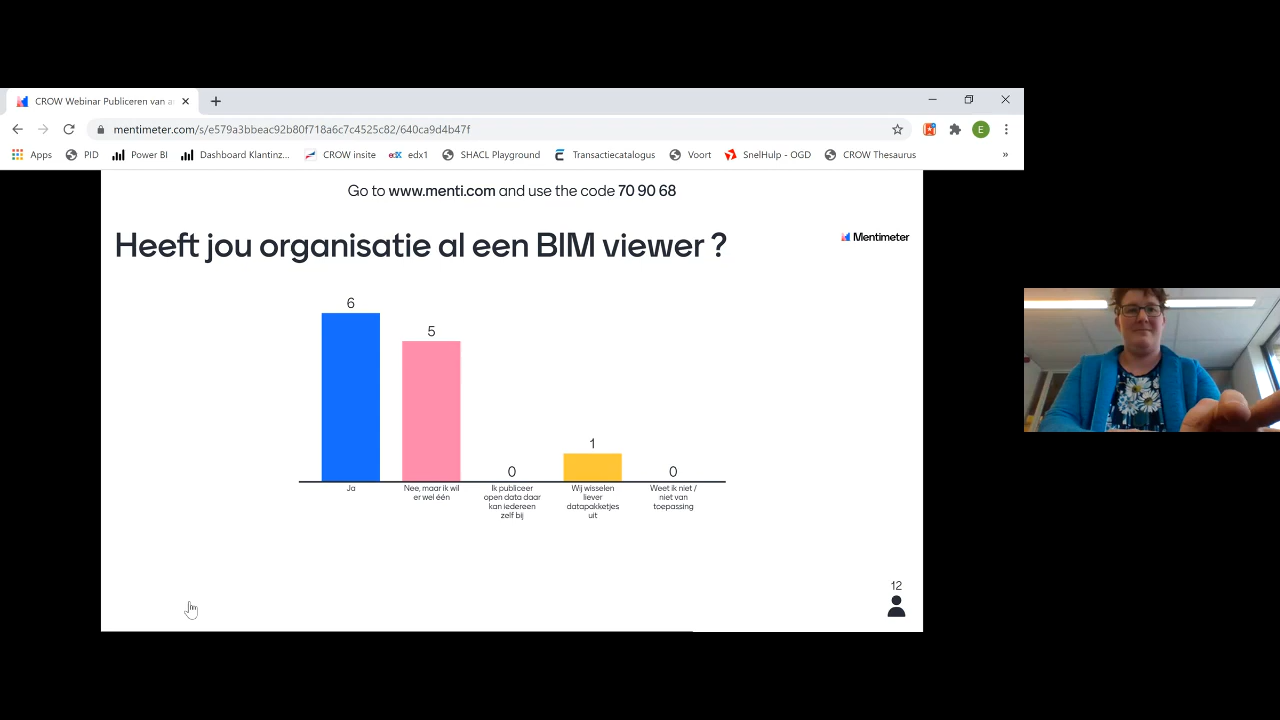 CROW Webinar Publiceren van a
mentimeter.com/s/e579a3bbeac92b80f718a6c7c4525c82/640ca9d4b47f
E
Apps PID Power BI Dashboard Klantinz... CROW insite edx1 SHACL Playground Transactiecatalogus Voort SnelHulp - OGD CROW Thesaurus »
Go to www.menti.com and use the code 70 90 68
Heeft jou organisatie al een BIM viewer ?
Mentimeter
6
5
0
1
0
Ja
Nee, maar ik wil
er wel één
Ik publiceer
open data daar
kan iedereen
zelf bij
Wij wisselen
liever
datapakketjes
uit
Weet ik niet /
niet van
toepassing
12